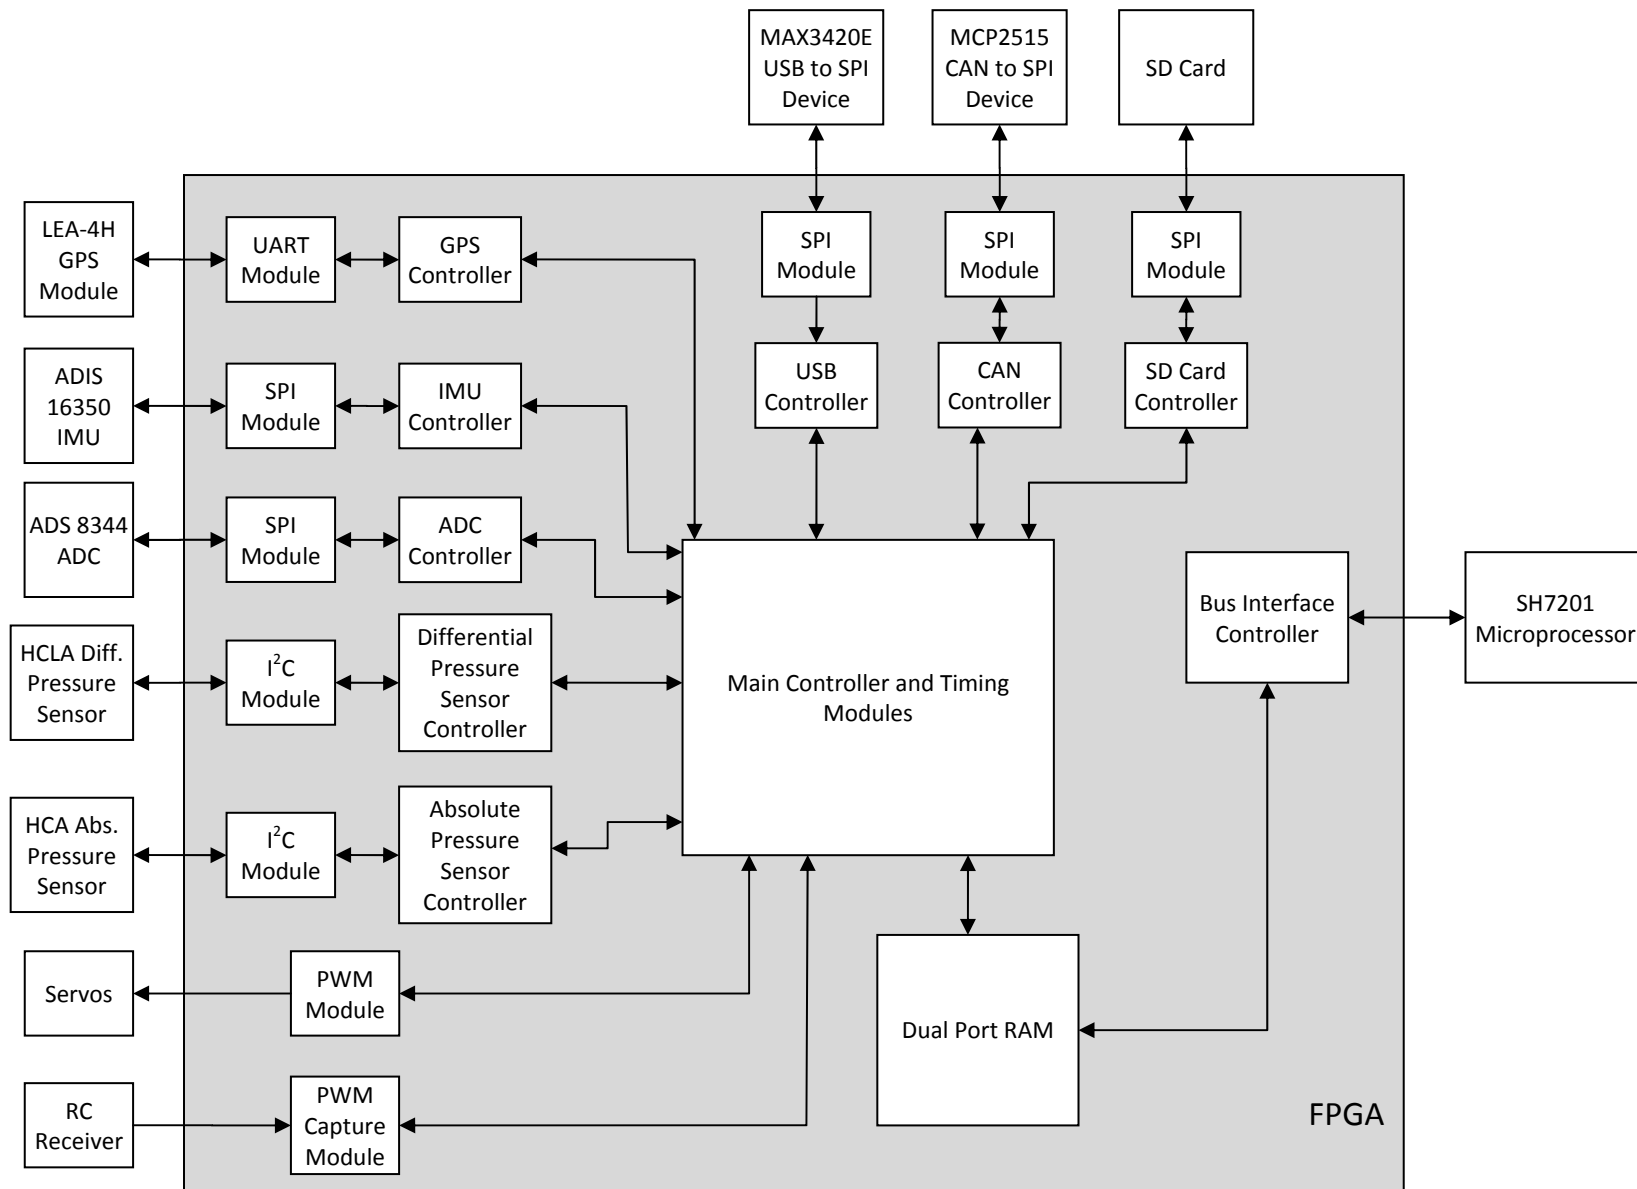 MAX3420E
USB to SPI
Device
MCP2515
CAN to SPI
Device
SD Card
LEA-4H
GPS
Module
UART
Module
GPS
Controller
SPI
Module
SPI
Module
SPI
Module
ADIS
16350
IMU
SPI
Module
IMU
Controller
USB
Controller
CAN
Controller
SD Card
Controller
ADS 8344
ADC
SPI
Module
ADC
Controller
HCLA Diff.
Pressure
Sensor
I²C
Module
Differential
Pressure
Sensor
Controller
Main Controller and Timing
Modules
Bus Interface
Controller
SH7201
Microprocessor
HCA Abs.
Pressure
Sensor
I²C
Module
Absolute
Pressure
Sensor
Controller
Servos
PWM
Module
Dual Port RAM
RC
Receiver
PWM
Capture
Module
FPGA